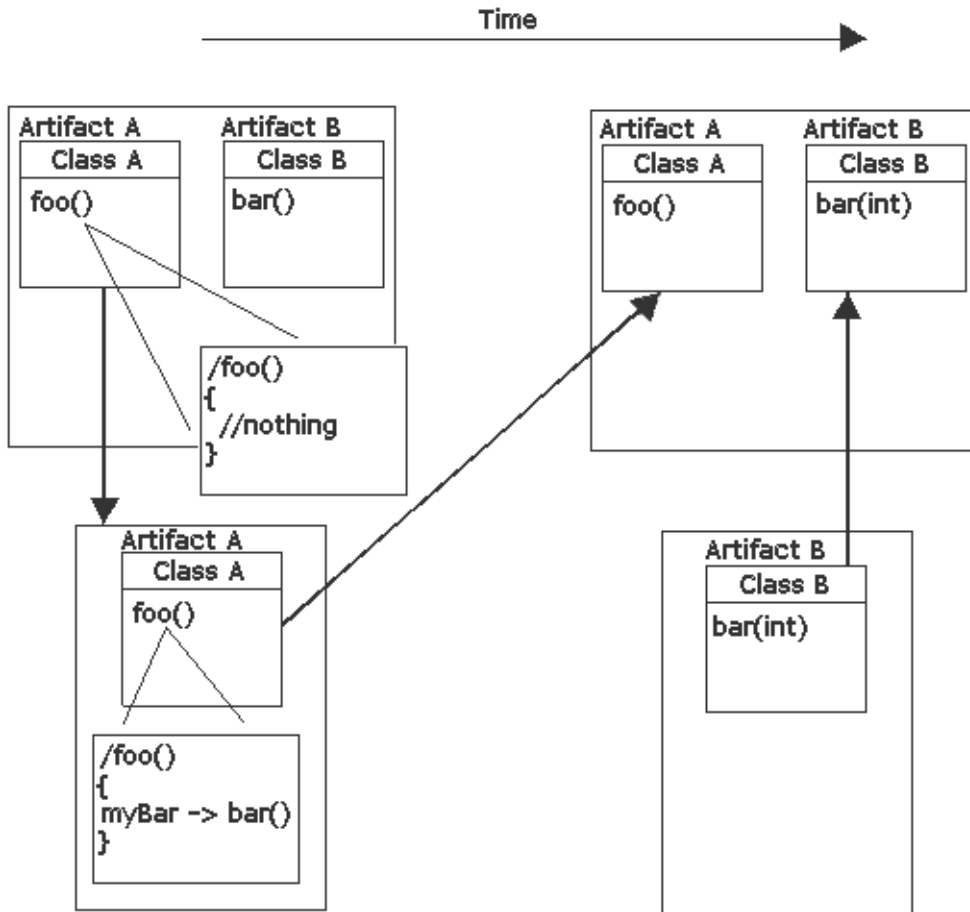 Time
Artifact A
Class A
foo()
Artifact B
Class B
bar()
/foo()
{
//nothing
}
Artifact A
Class A
foo()
/foo()
{
myBar -> bar()
}
Artifact A
Class A
foo()
Artifact B
Class B
bar(int)
Artifact B
Class B
bar(int)